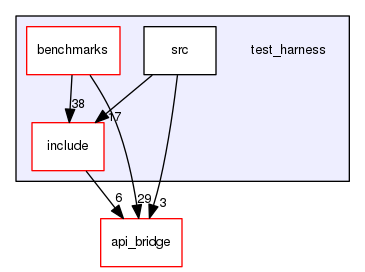 benchmarks
src
test_harness
38
17
include
6
29
3
api_bridge